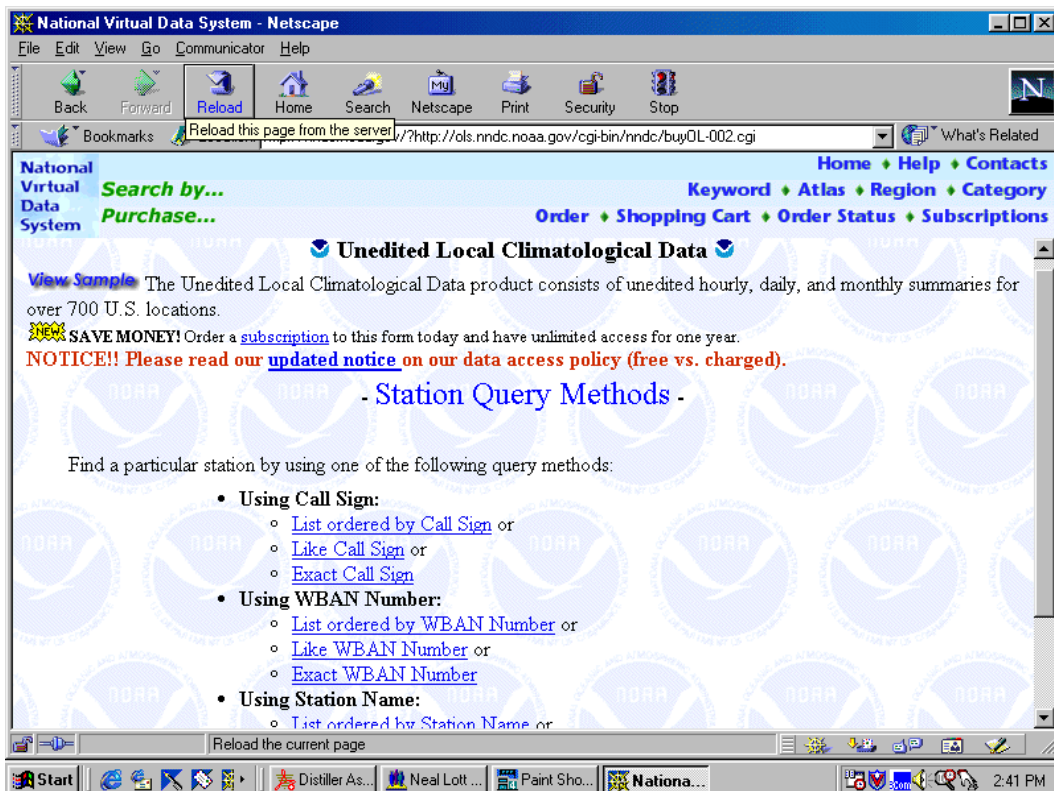 National Virtual Data System - Netscape
File Edit View Go Communicator Help
Back Forward Reload Home Search Netscape Print Security Stop
My
N
Bookmarks Reload this page from the server v/?http://ols.nndc.noaa.gov/cgi-bin/nndc/buyOL-002.cgi What's Related
National Virtual Data System
Home Help Contacts
Search by... Keyword Atlas Region Category
Purchase... Order Shopping Cart Order Status Subscriptions
Unedited Local Climatological Data
View Sample The Unedited Local Climatological Data product consists of unedited hourly, daily, and monthly summaries for
over 700 U.S. locations.
NEW SAVE MONEY! Order a subscription to this form today and have unlimited access for one year.
NOTICE!! Please read our updated notice on our data access policy (free vs. charged).
- Station Query Methods -
Find a particular station by using one of the following query methods:
• Using Call Sign:
List ordered by Call Sign or
Like Call Sign or
Exact Call Sign
• Using WBAN Number:
List ordered by WBAN Number or
Like WBAN Number or
Exact WBAN Number
• Using Station Name:
List ordered by Station Name or
Reload the current page
Start Distiller As... Neal Lott ... Paint Sho... Nationa... 2:41 PM